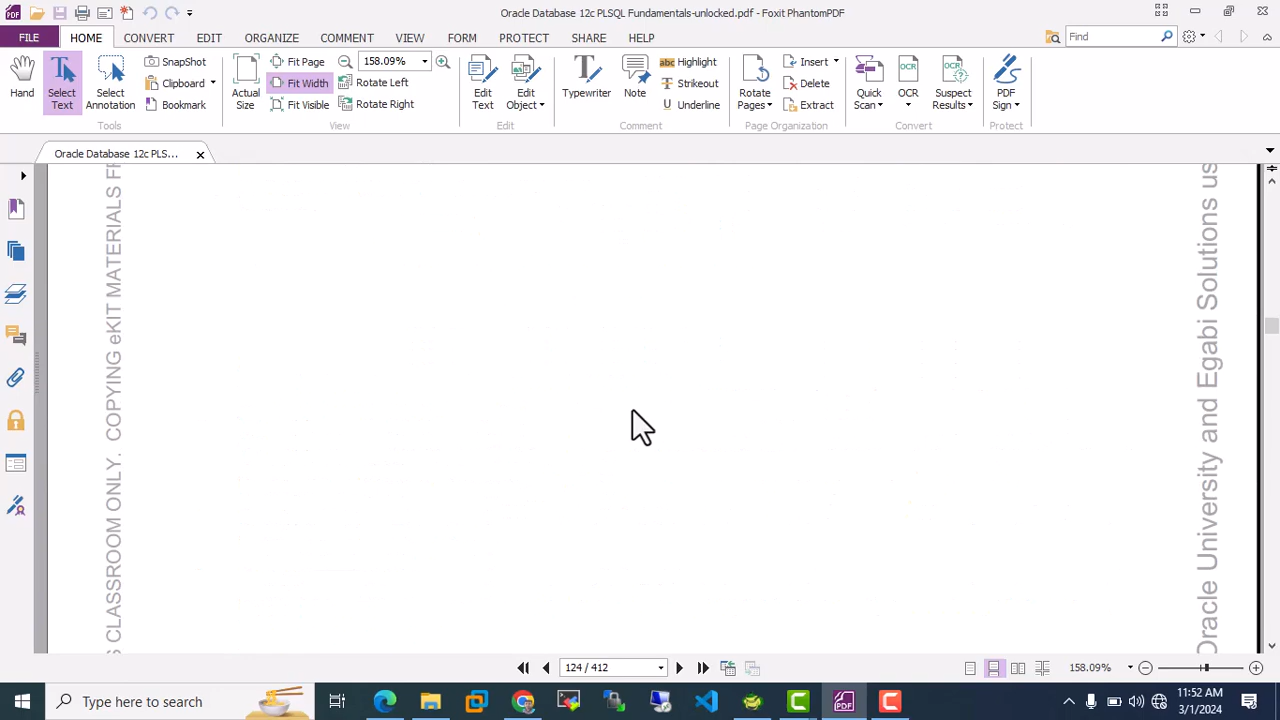 Oracle Database 12c PLSQL Fundamentals-unlocked.pdf - Foxit PhantomPDF
FILE
HOME
CONVERT
EDIT
ORGANIZE
COMMENT
VIEW
FORM
PROTECT
SHARE
HELP
Find
Hand
Select Text
Select Annotation
SnapShot
Clipboard
Bookmark
Tools
Actual Size
Fit Page
Fit Width
Fit Visible
158.09%
Rotate Left
Rotate Right
View
Edit Text
Edit Object
Edit
Typewriter
Note
Highlight
Strikeout
Underline
Comment
Rotate Pages
Insert
Delete
Extract
Page Organization
Quick Scan
OCR
OCR
Suspect Results
Convert
PDF Sign
Protect
Oracle Database 12c PLS...
CLASSROOM ONLY. COPYING eKIT MATERIALS
Oracle University and Egabi Solutions us
124 / 412
158.09%
Type here to search
11:52 AM
3/1/2024